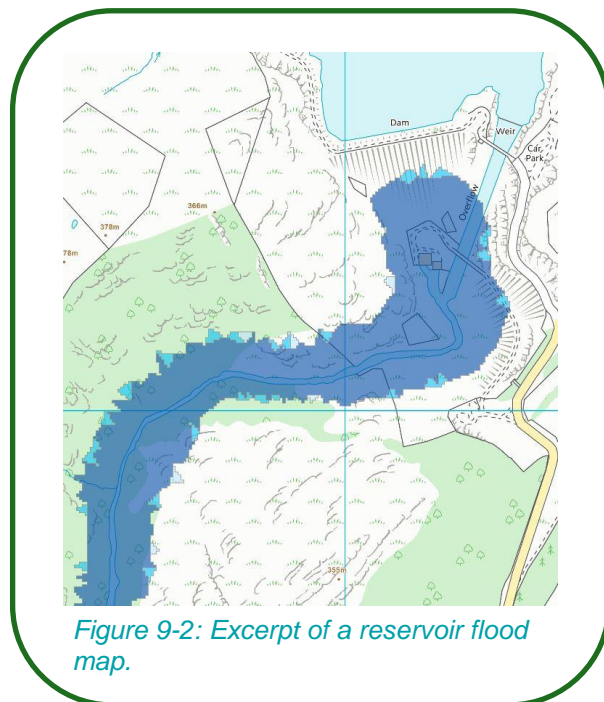 Dam
Weir
Car
Park
Overflow
366m
378m
78m
355m
Figure 9-2: Excerpt of a reservoir flood
map.